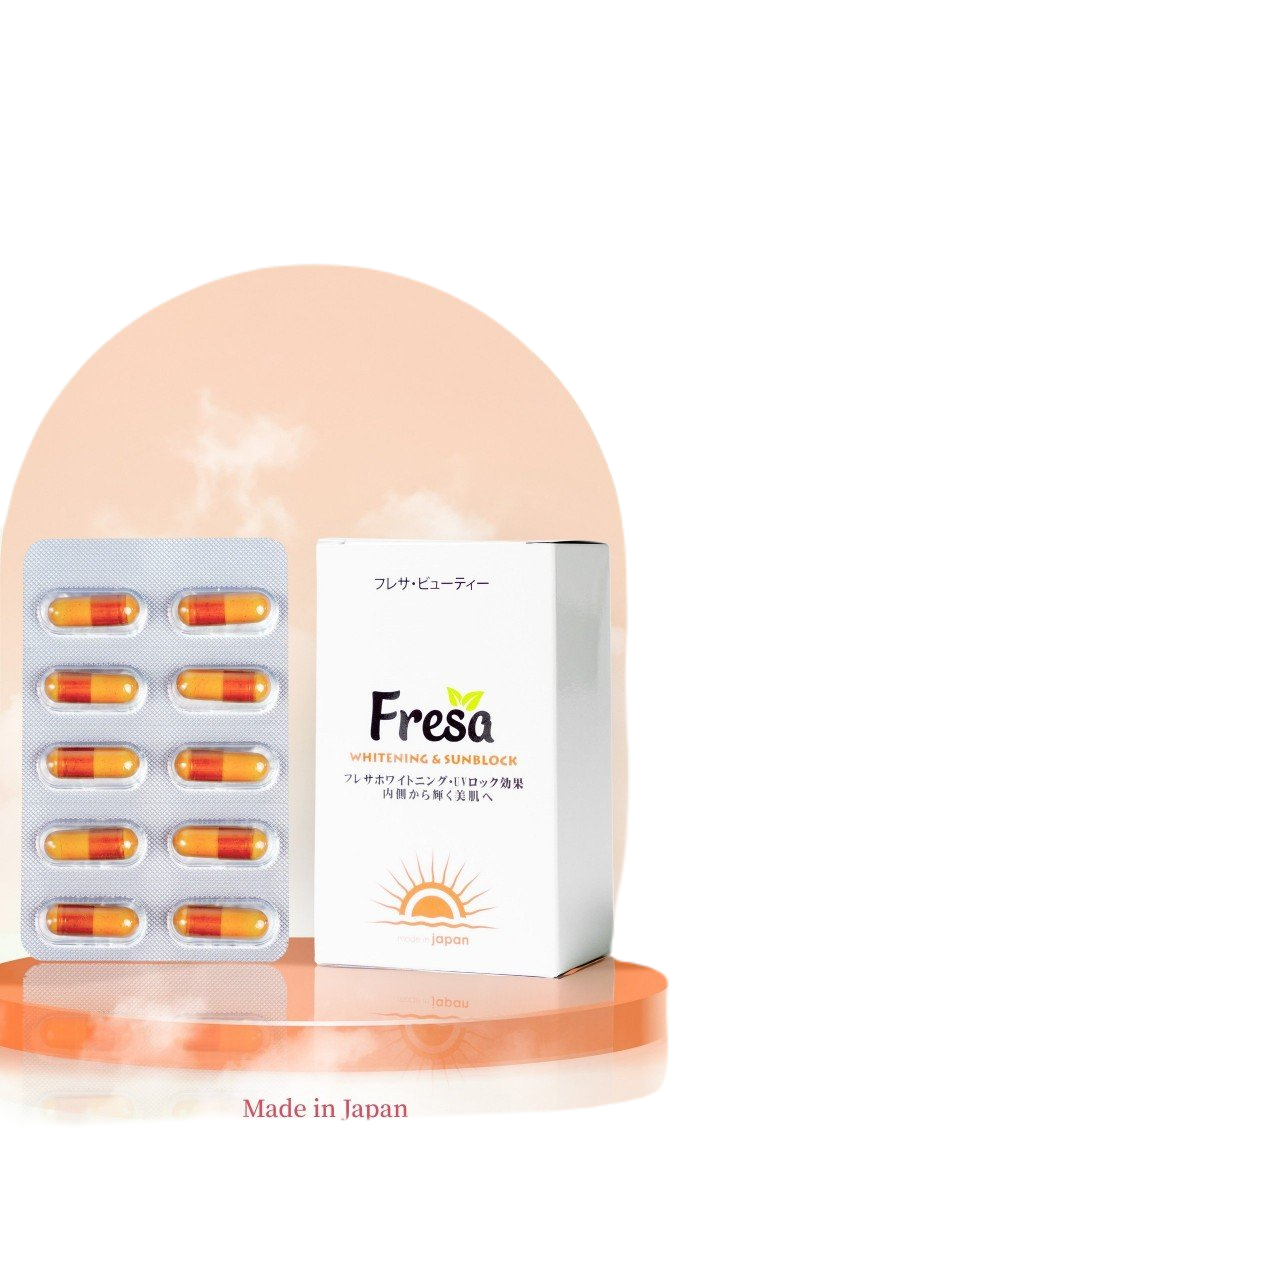 フレサ・ビューティー
Fresa
WHITENING & SUNBLOCK
フレサホワイトニング・UVロック効果
内側から輝く美肌へ
made in japan
Made in Japan